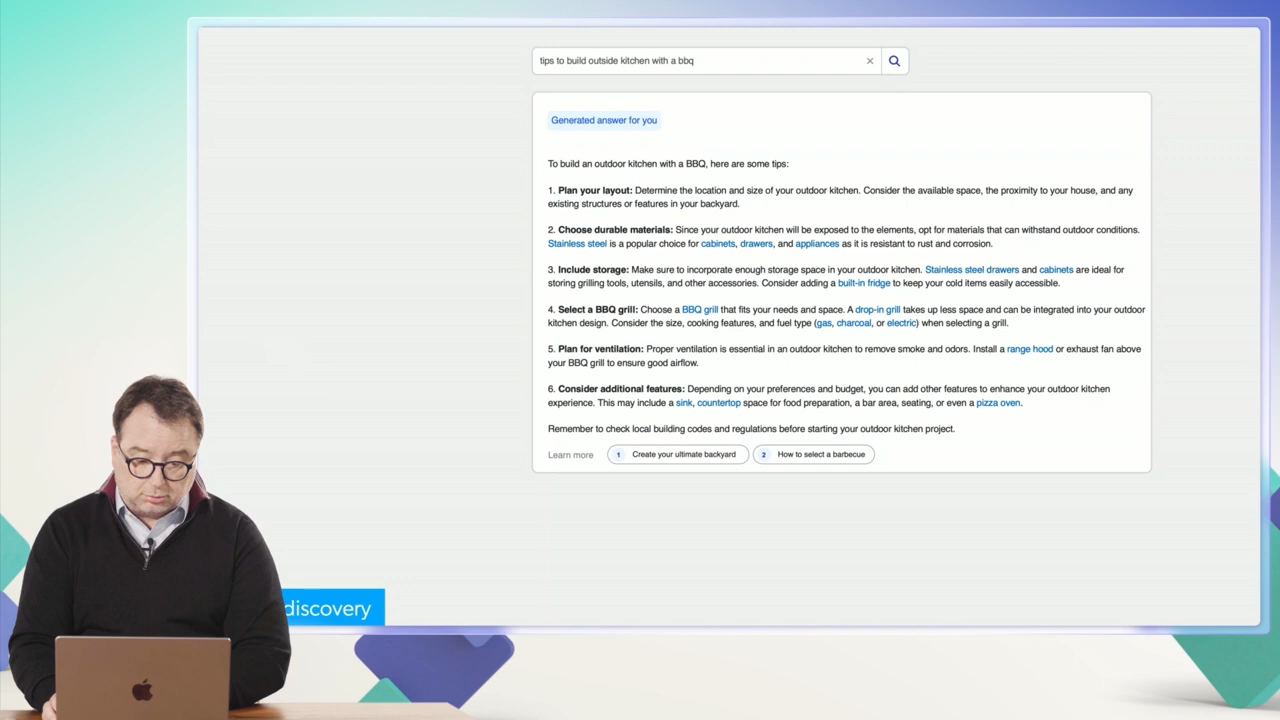 tips to build outside kitchen with a bbq
Generated answer for you
To build an outdoor kitchen with a BBQ, here are some tips:
1. Plan your layout: Determine the location and size of your outdoor kitchen. Consider the available space, the proximity to your house, and any
existing structures or features in your backyard.
2. Choose durable materials: Since your outdoor kitchen will be exposed to the elements, opt for materials that can withstand outdoor conditions.
Stainless steel is a popular choice for cabinets, drawers, and appliances as it is resistant to rust and corrosion.
3. Include storage: Make sure to incorporate enough storage space in your outdoor kitchen. Stainless steel drawers and cabinets are ideal for
storing grilling tools, utensils, and other accessories. Consider adding a built-in fridge to keep your cold items easily accessible.
4. Select a BBQ grill: Choose a BBQ grill that fits your needs and space. A drop-in grill takes up less space and can be integrated into your outdoor
kitchen design. Consider the size, cooking features, and fuel type (gas, charcoal, or electric) when selecting a grill.
5. Plan for ventilation: Proper ventilation is essential in an outdoor kitchen to remove smoke and odors. Install a range hood or exhaust fan above
your BBQ grill to ensure good airflow.
6. Consider additional features: Depending on your preferences and budget, you can add other features to enhance your outdoor kitchen
experience. This may include a sink, countertop space for food preparation, a bar area, seating, or even a pizza oven.
Remember to check local building codes and regulations before starting your outdoor kitchen project.
Learn more 1 Create your ultimate backyard 2 How to select a barbecue
discovery